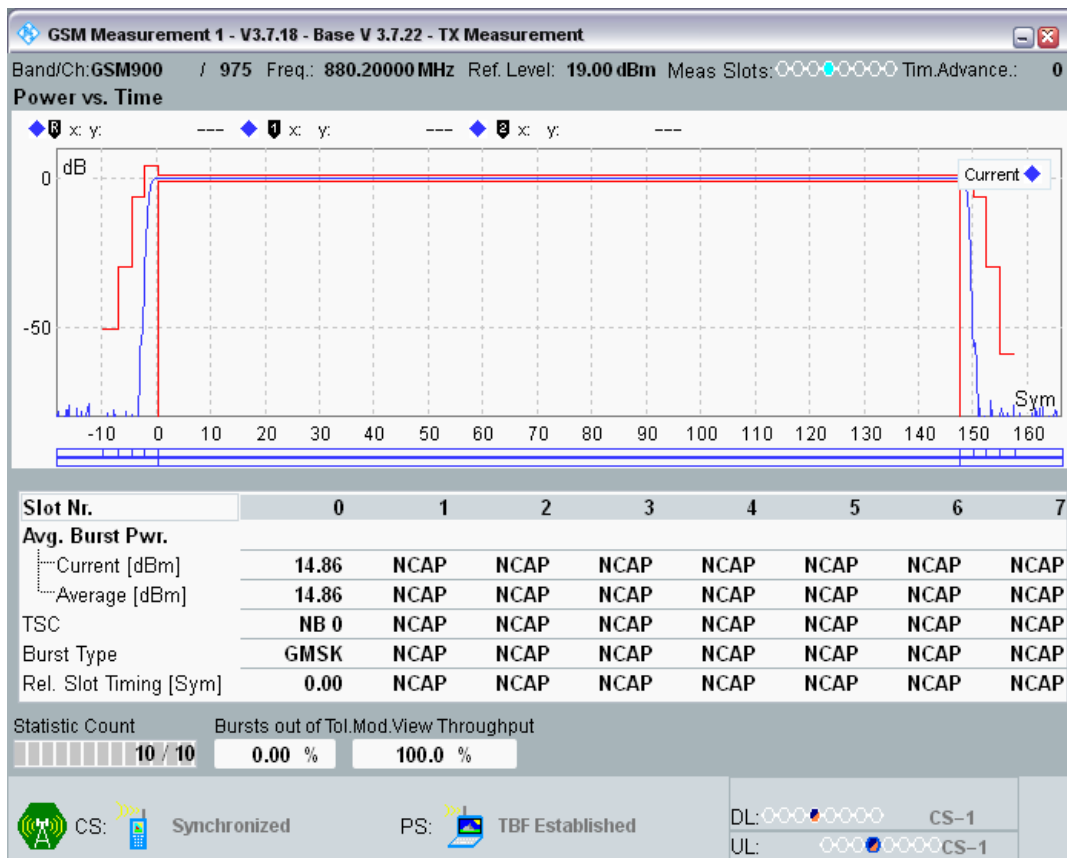 GSM Measurement 1 - V3.7.18 - Base V 3.7.22 - TX Measurement
Band/Ch:GSM900 / 975 Freq.: 880.20000 MHz Ref. Level: 19.00 dBm Meas Slots: Tim.Advance.: 0
Power vs. Time
R x: y: --- 1 x: y: --- 2 x: y: ---
dB
Current
0
-50
Sym
-10 0 10 20 30 40 50 60 70 80 90 100 110 120 130 140 150 160
Slot Nr. 0 1 2 3 4 5 6 7
Avg. Burst Pwr.
Current [dBm] 14.86 NCAP NCAP NCAP NCAP NCAP NCAP NCAP
Average [dBm] 14.86 NCAP NCAP NCAP NCAP NCAP NCAP NCAP
TSC NB 0 NCAP NCAP NCAP NCAP NCAP NCAP NCAP
Burst Type GMSK NCAP NCAP NCAP NCAP NCAP NCAP NCAP
Rel. Slot Timing [Sym] 0.00 NCAP NCAP NCAP NCAP NCAP NCAP NCAP
Statistic Count Bursts out of Tol.Mod.View Throughput
10 / 10 0.00 % 100.0 %
CS: Synchronized PS: TBF Established
DL: CS-1
UL: CS-1